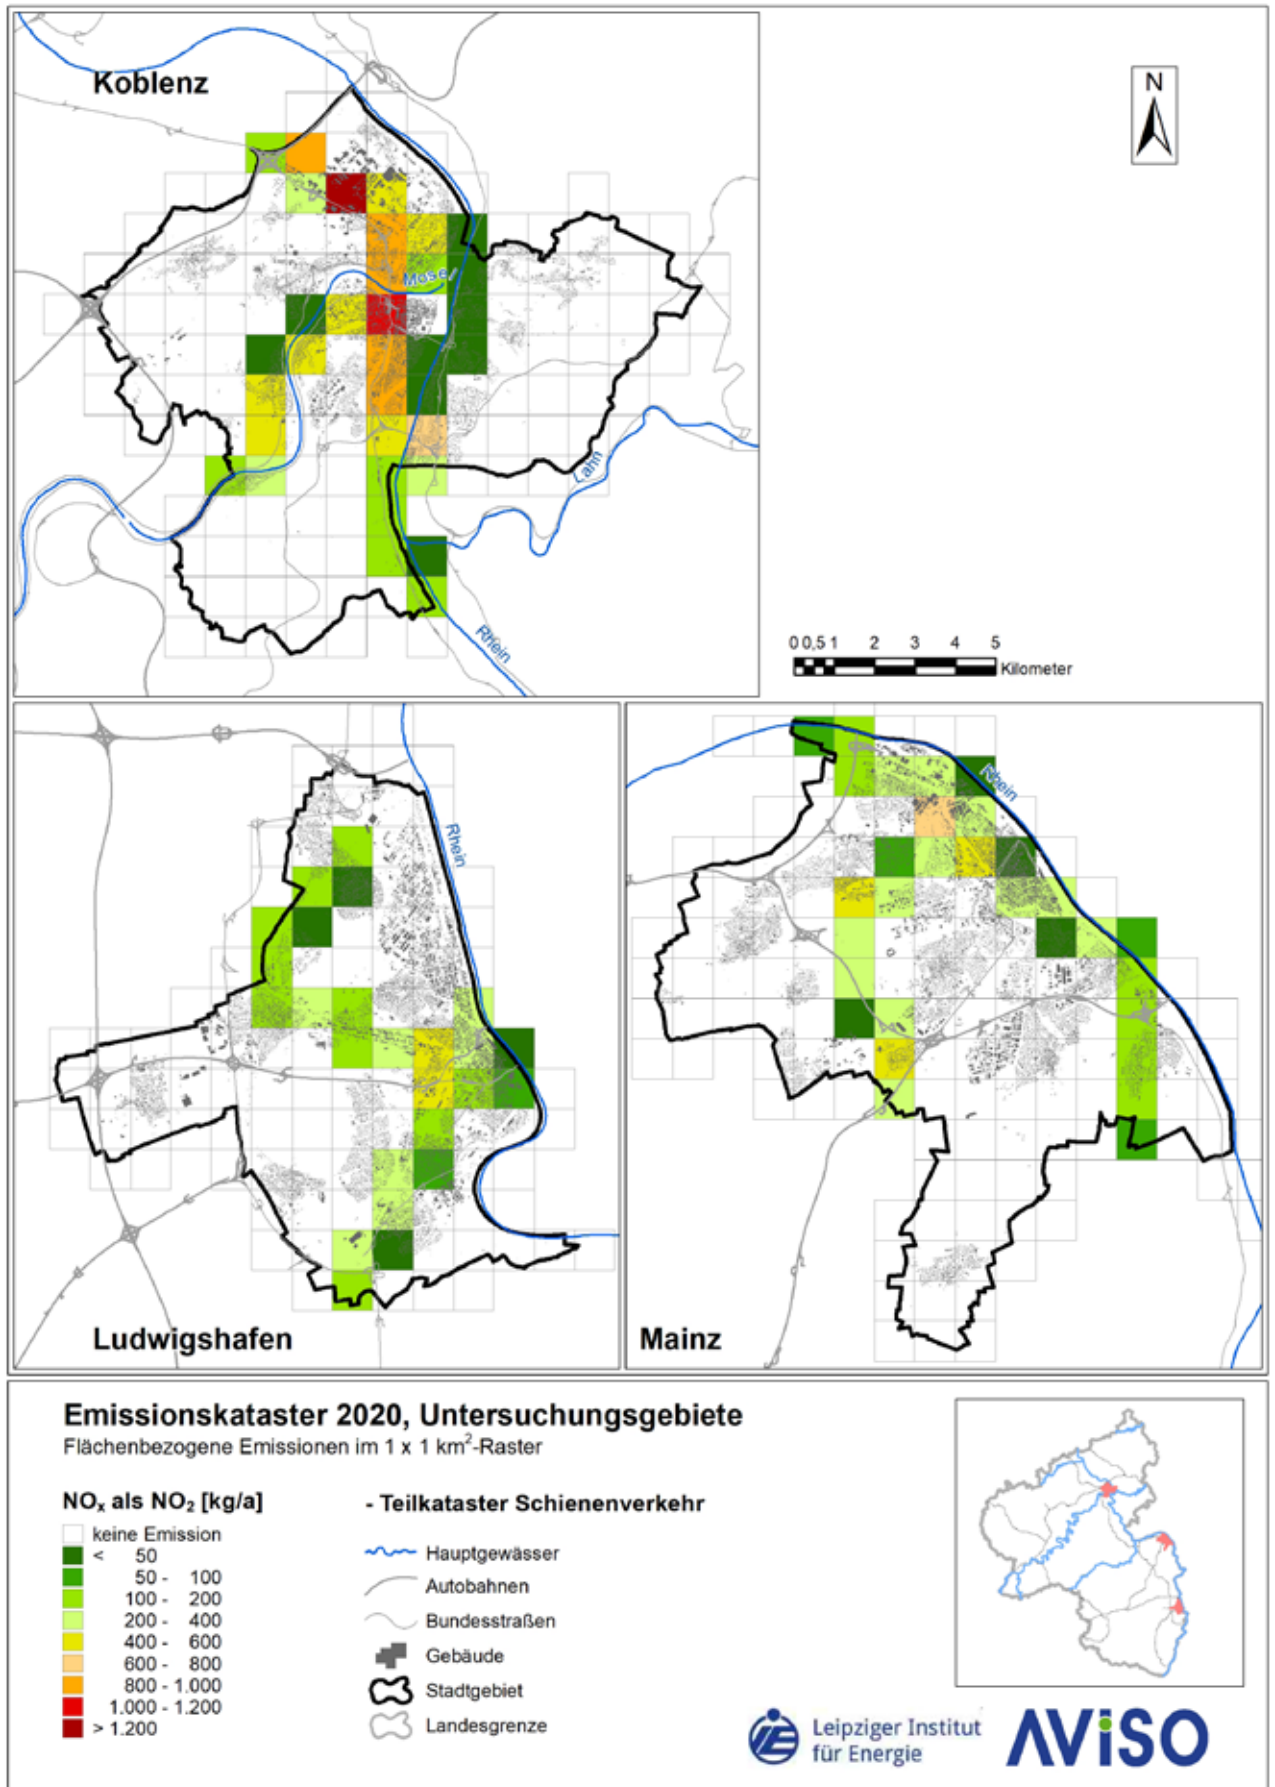 Koblenz
N
Mosel
Lahn
Rhein
0 0,5 1 2 3 4 5
Kilometer
Rhein
Ludwigshafen
Rhein
Mainz
Emissionskataster 2020, Untersuchungsgebiete
Flächenbezogene Emissionen im 1 x 1 km²-Raster
NOₓ als NO₂ [kg/a]
keine Emission
< 50
50 - 100
100 - 200
200 - 400
400 - 600
600 - 800
800 - 1.000
1.000 - 1.200
> 1.200
- Teilkataster Schienenverkehr
Hauptgewässer
Autobahnen
Bundesstraßen
Gebäude
Stadtgebiet
Landesgrenze
Leipziger Institut
für Energie
AVISO